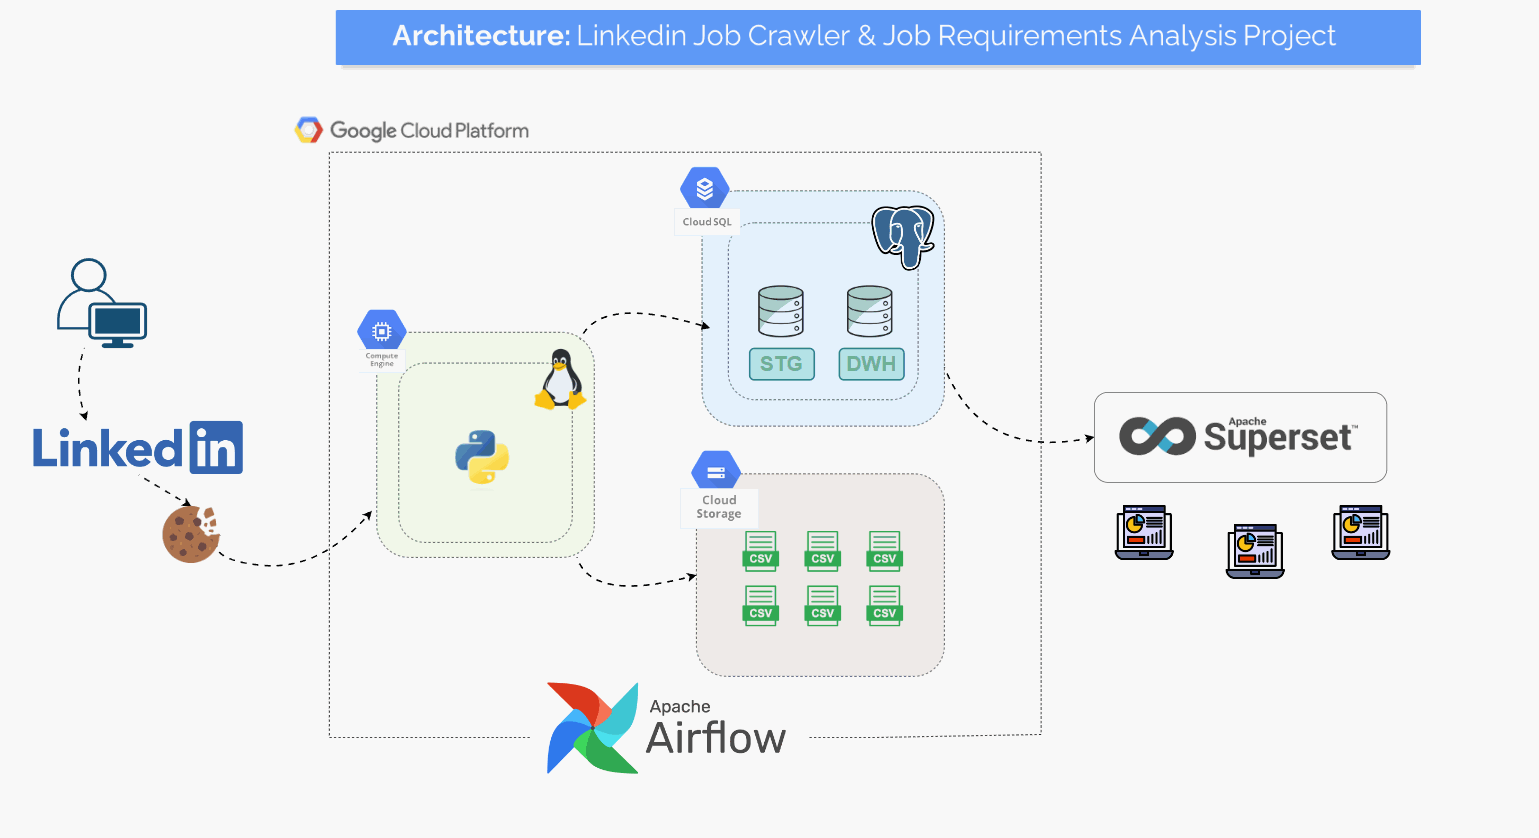 Architecture: Linkedin Job Crawler & Job Requirements Analysis Project
Google Cloud Platform
Cloud SQL
Compute
Engine
STG
DWH
Linked in
Apache
Superset™
Cloud
Storage
CSV CSV CSV
CSV CSV CSV
Apache
Airflow